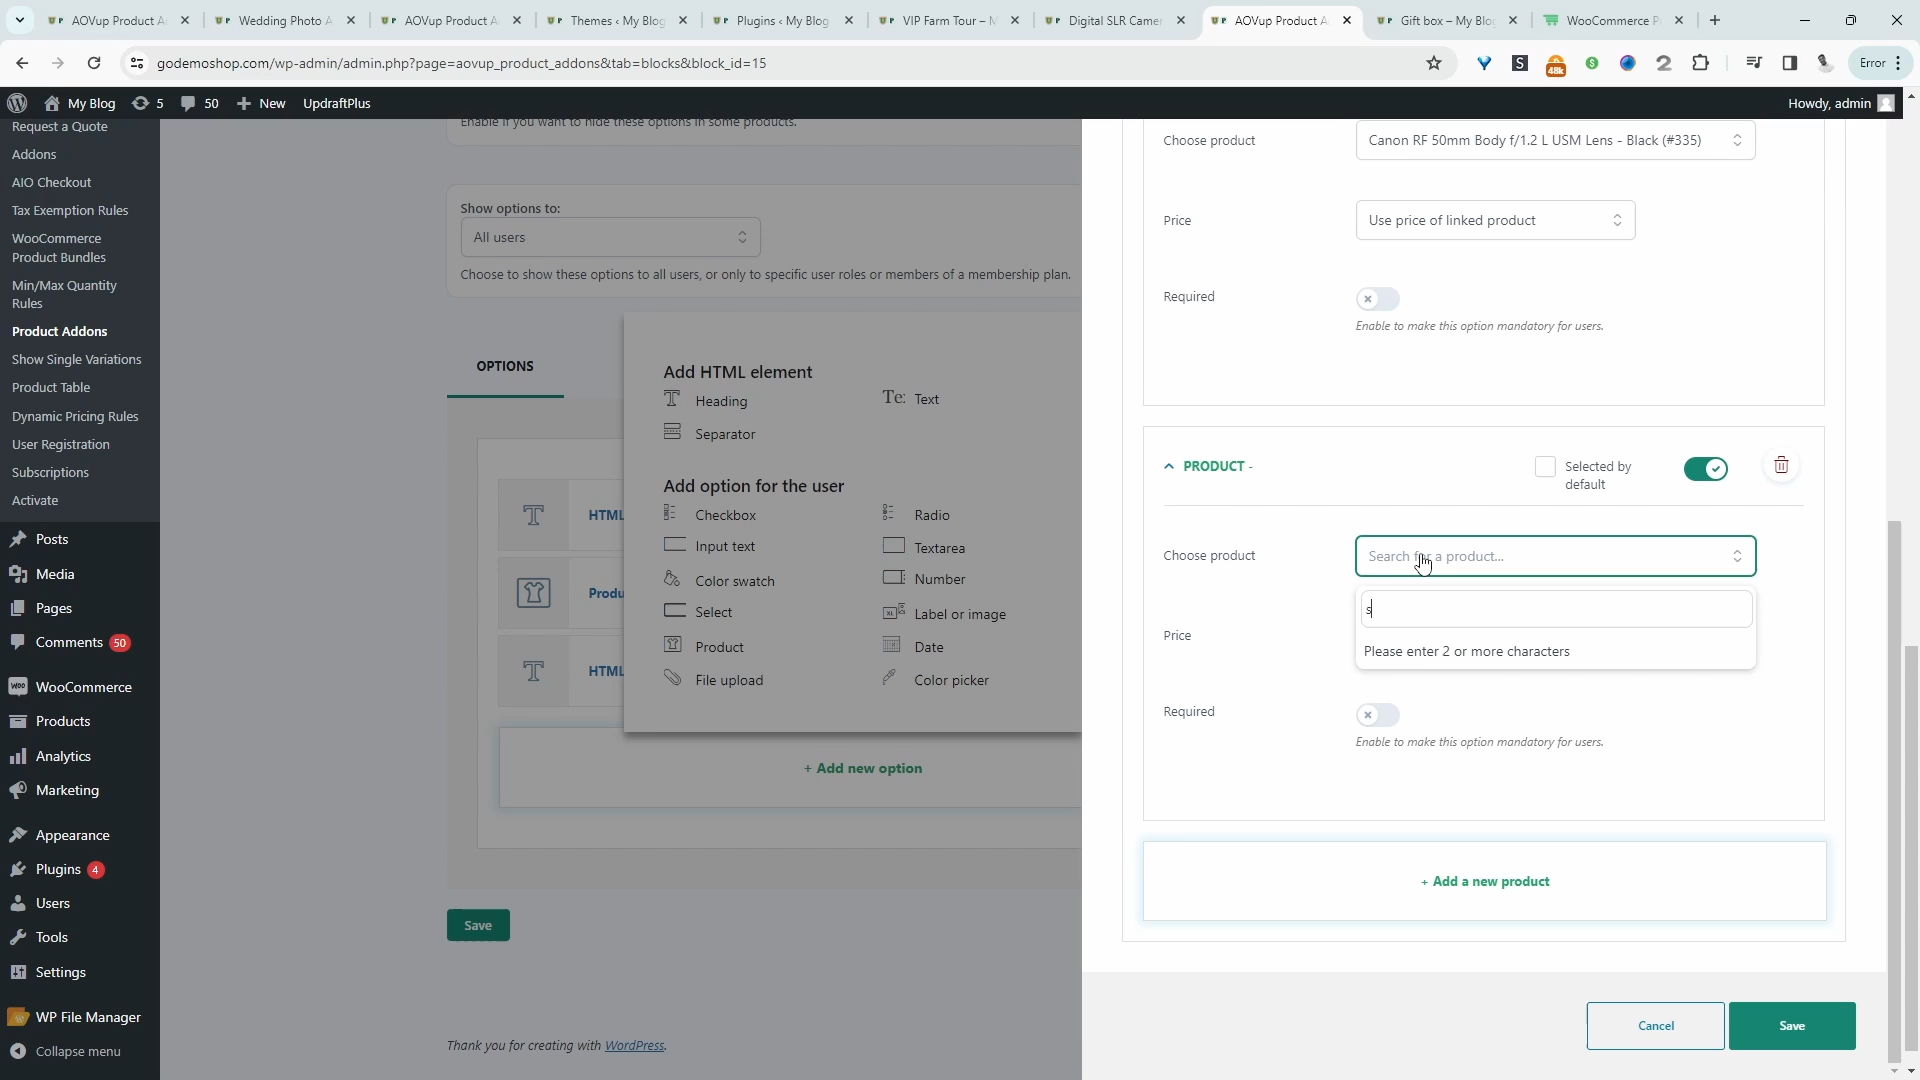 AOVup Product A
Wedding Photo A
AOVup Product A
Themes ‹ My Blog
Plugins ‹ My Blog
VIP Farm Tour – M
Digital SLR Camer
AOVup Product A
Gift box – My Blo
WooCommerce P
godemoshop.com/wp-admin/admin.php?page=aovup_product_addons&tab=blocks&block_id=15
48k
Error
My Blog
5
50
New
UpdraftPlus
Howdy, admin
Request a Quote
Addons
AIO Checkout
Tax Exemption Rules
WooCommerce
Product Bundles
Min/Max Quantity
Rules
Product Addons
Show Single Variations
Product Table
Dynamic Pricing Rules
User Registration
Subscriptions
Activate
Posts
Media
Pages
Comments 50
WooCommerce
Products
Analytics
Marketing
Appearance
Plugins 4
Users
Tools
Settings
WP File Manager
Collapse menu
Enable if you want to hide these options in some products.
Show options to:
All users
Choose to show these options to all users, or only to specific user roles or members of a membership plan.
OPTIONS
HTML
Produ
HTML
Add HTML element
Heading
Text
Separator
Add option for the user
Checkbox
Radio
Input text
Textarea
Color swatch
Number
Select
Label or image
Product
Date
File upload
Color picker
+ Add new option
Save
Thank you for creating with WordPress.
Choose product
Canon RF 50mm Body f/1.2 L USM Lens - Black (#335)
Price
Use price of linked product
Required
Enable to make this option mandatory for users.
PRODUCT -
Selected by
default
Choose product
Search for a product...
s
Please enter 2 or more characters
Price
Required
Enable to make this option mandatory for users.
+ Add a new product
Cancel
Save